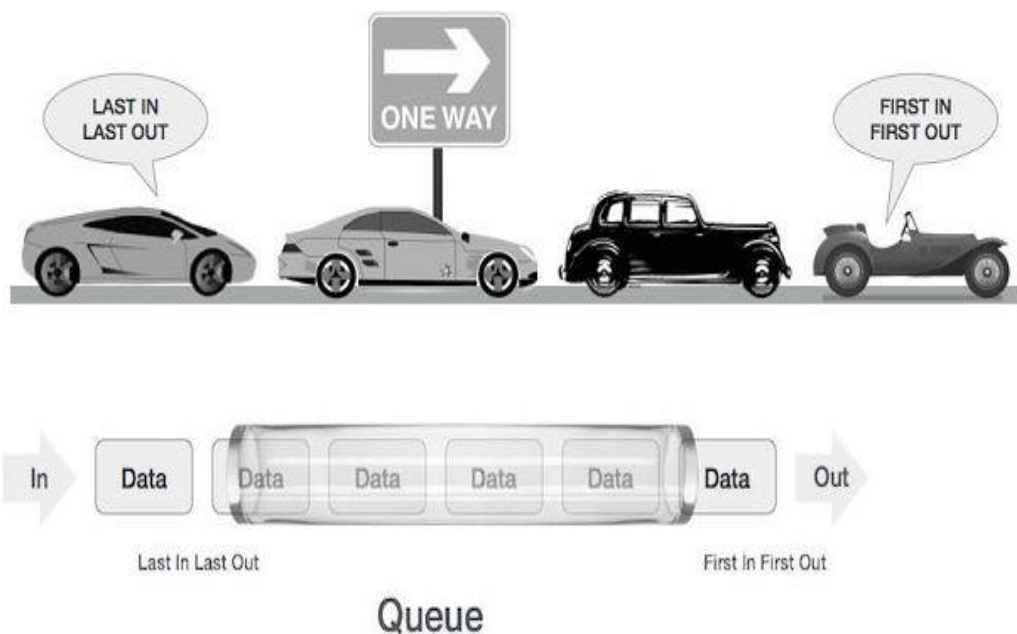 LAST IN
LAST OUT
ONE WAY
FIRST IN
FIRST OUT
In
Data
Data
Data
Data
Data
Data
Out
Last In Last Out
First In First Out
Queue